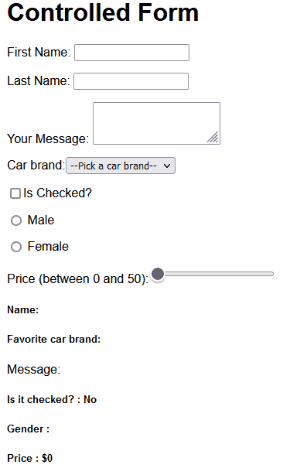 Controlled Form
First Name:
Last Name:
Your Message:
Car brand: --Pick a car brand--
Is Checked?
Male
Female
Price (between 0 and 50):
Name:
Favorite car brand:
Message:
Is it checked? : No
Gender :
Price : $0